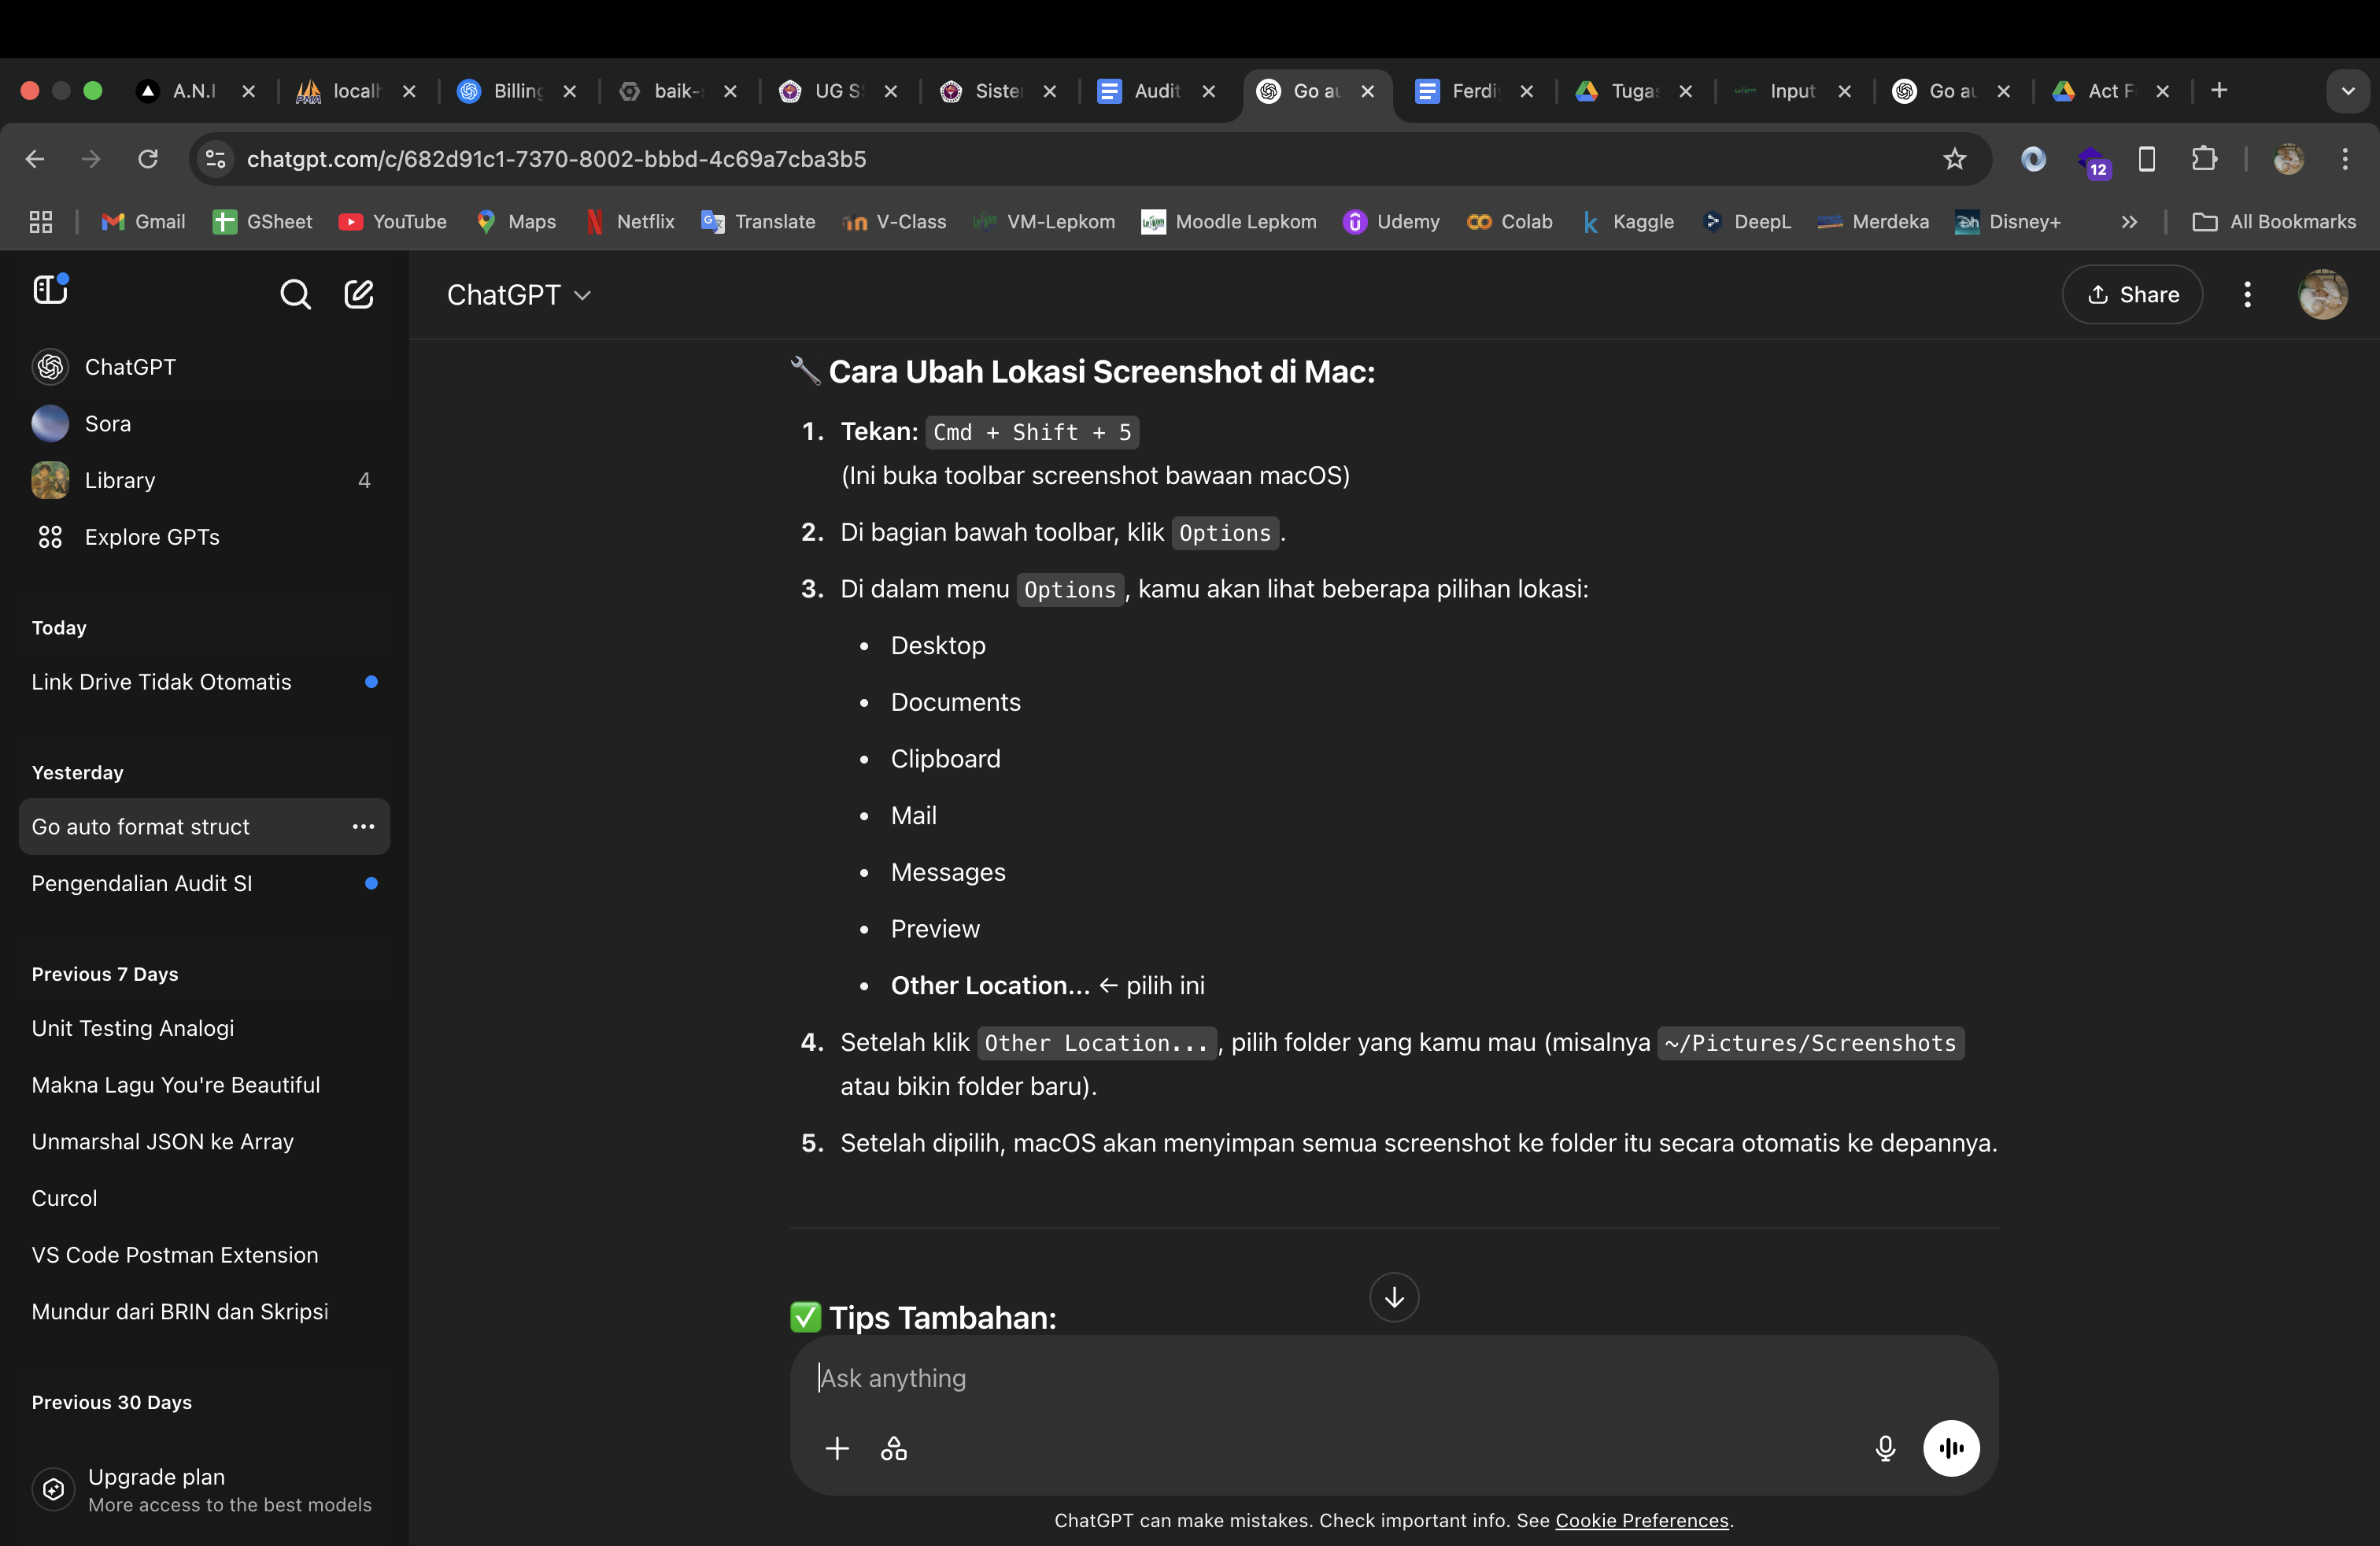 A.N.I
localh
Billing
baik-
UG S
Sister
Audit
Go au
Ferdi
Tugas
Input
Go au
Act F
chatgpt.com/c/682d91c1-7370-8002-bbbd-4c69a7cba3b5
12
Gmail
GSheet
YouTube
Maps
Netflix
Translate
V-Class
VM-Lepkom
Moodle Lepkom
Udemy
Colab
Kaggle
DeepL
Merdeka
Disney+
All Bookmarks
ChatGPT
Sora
Library 4
Explore GPTs
Today
Link Drive Tidak Otomatis
Yesterday
Go auto format struct
Pengendalian Audit SI
Previous 7 Days
Unit Testing Analogi
Makna Lagu You're Beautiful
Unmarshal JSON ke Array
Curcol
VS Code Postman Extension
Mundur dari BRIN dan Skripsi
Previous 30 Days
Upgrade plan
More access to the best models
ChatGPT
Share
🔧 Cara Ubah Lokasi Screenshot di Mac:
1. Tekan: Cmd + Shift + 5
(Ini buka toolbar screenshot bawaan macOS)
2. Di bagian bawah toolbar, klik Options.
3. Di dalam menu Options, kamu akan lihat beberapa pilihan lokasi:
• Desktop
• Documents
• Clipboard
• Mail
• Messages
• Preview
• Other Location... ← pilih ini
4. Setelah klik Other Location..., pilih folder yang kamu mau (misalnya ~/Pictures/Screenshots
atau bikin folder baru).
5. Setelah dipilih, macOS akan menyimpan semua screenshot ke folder itu secara otomatis ke depannya.
✅ Tips Tambahan:
Ask anything
ChatGPT can make mistakes. Check important info. See Cookie Preferences.